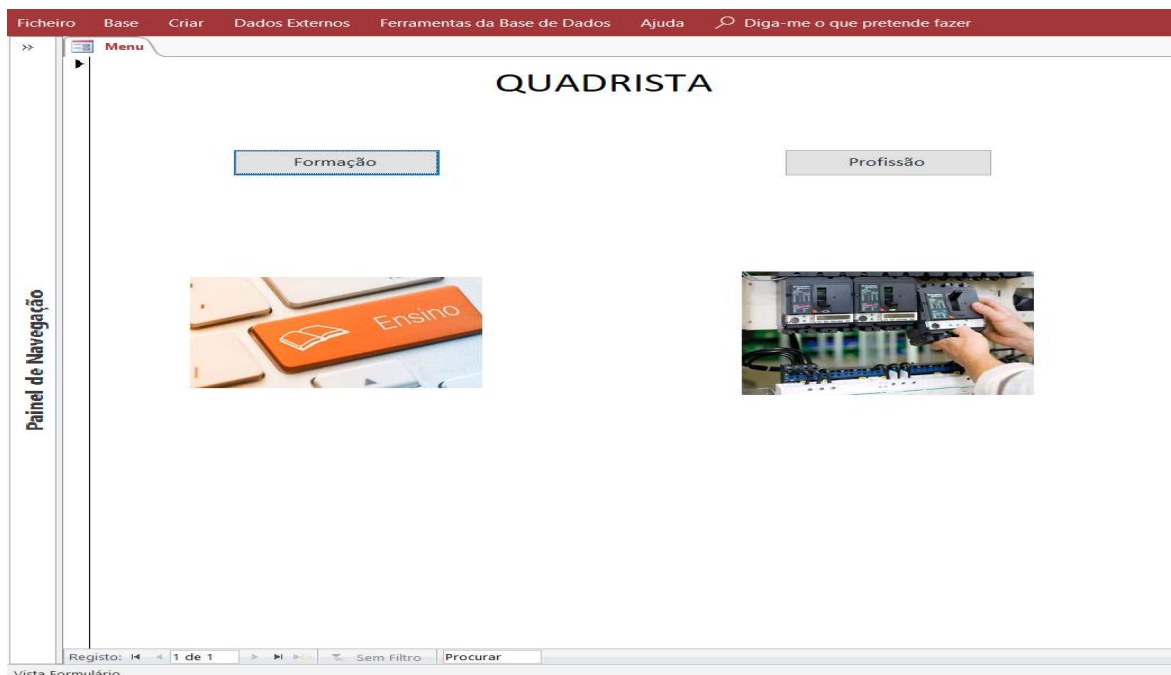 Ficheiro Base Criar Dados Externos Ferramentas da Base de Dados Ajuda Diga-me o que pretende fazer
Menu
QUADRISTA
Formação Profissão
Ensino
Painel de Navegação
Registo: 1 de 1 Sem Filtro Procurar
Vista Formulário